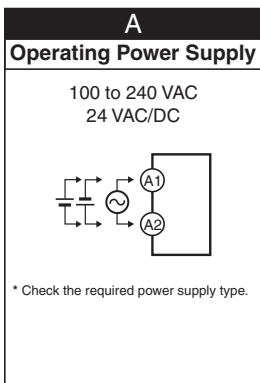 A
Operating Power Supply
100 to 240 VAC
24 VAC/DC
A1
A2
* Check the required power supply type.